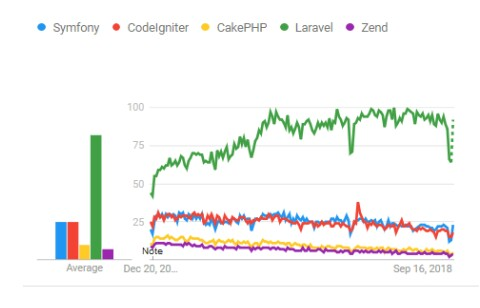 Symfony CodeIgniter CakePHP Laravel Zend
100
75
50
25
Note
Average Dec 20, 20... Sep 16, 2018